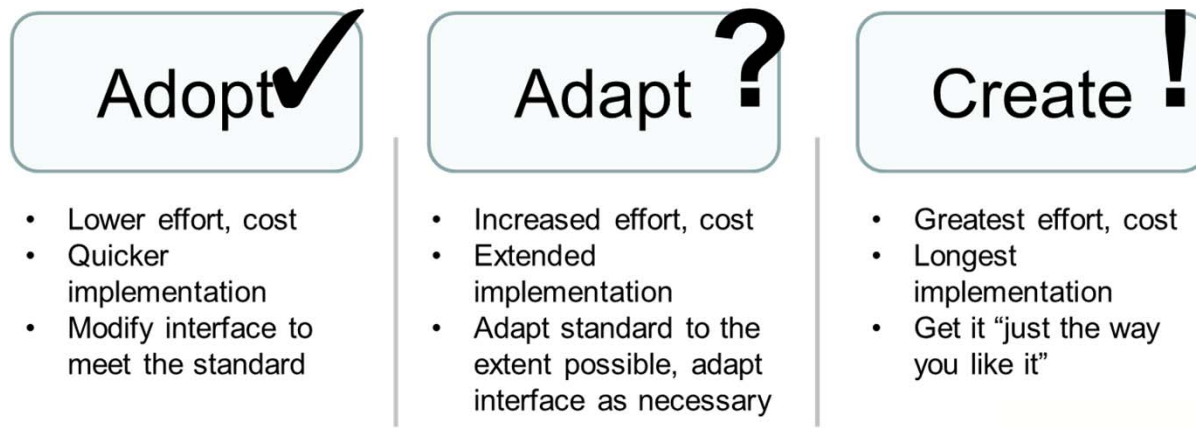 Adopt✓
• Lower effort, cost
• Quicker
implementation
• Modify interface to
meet the standard
Adapt ?
• Increased effort, cost
• Extended
implementation
• Adapt standard to the
extent possible, adapt
interface as necessary
Create !
• Greatest effort, cost
• Longest
implementation
• Get it “just the way
you like it”